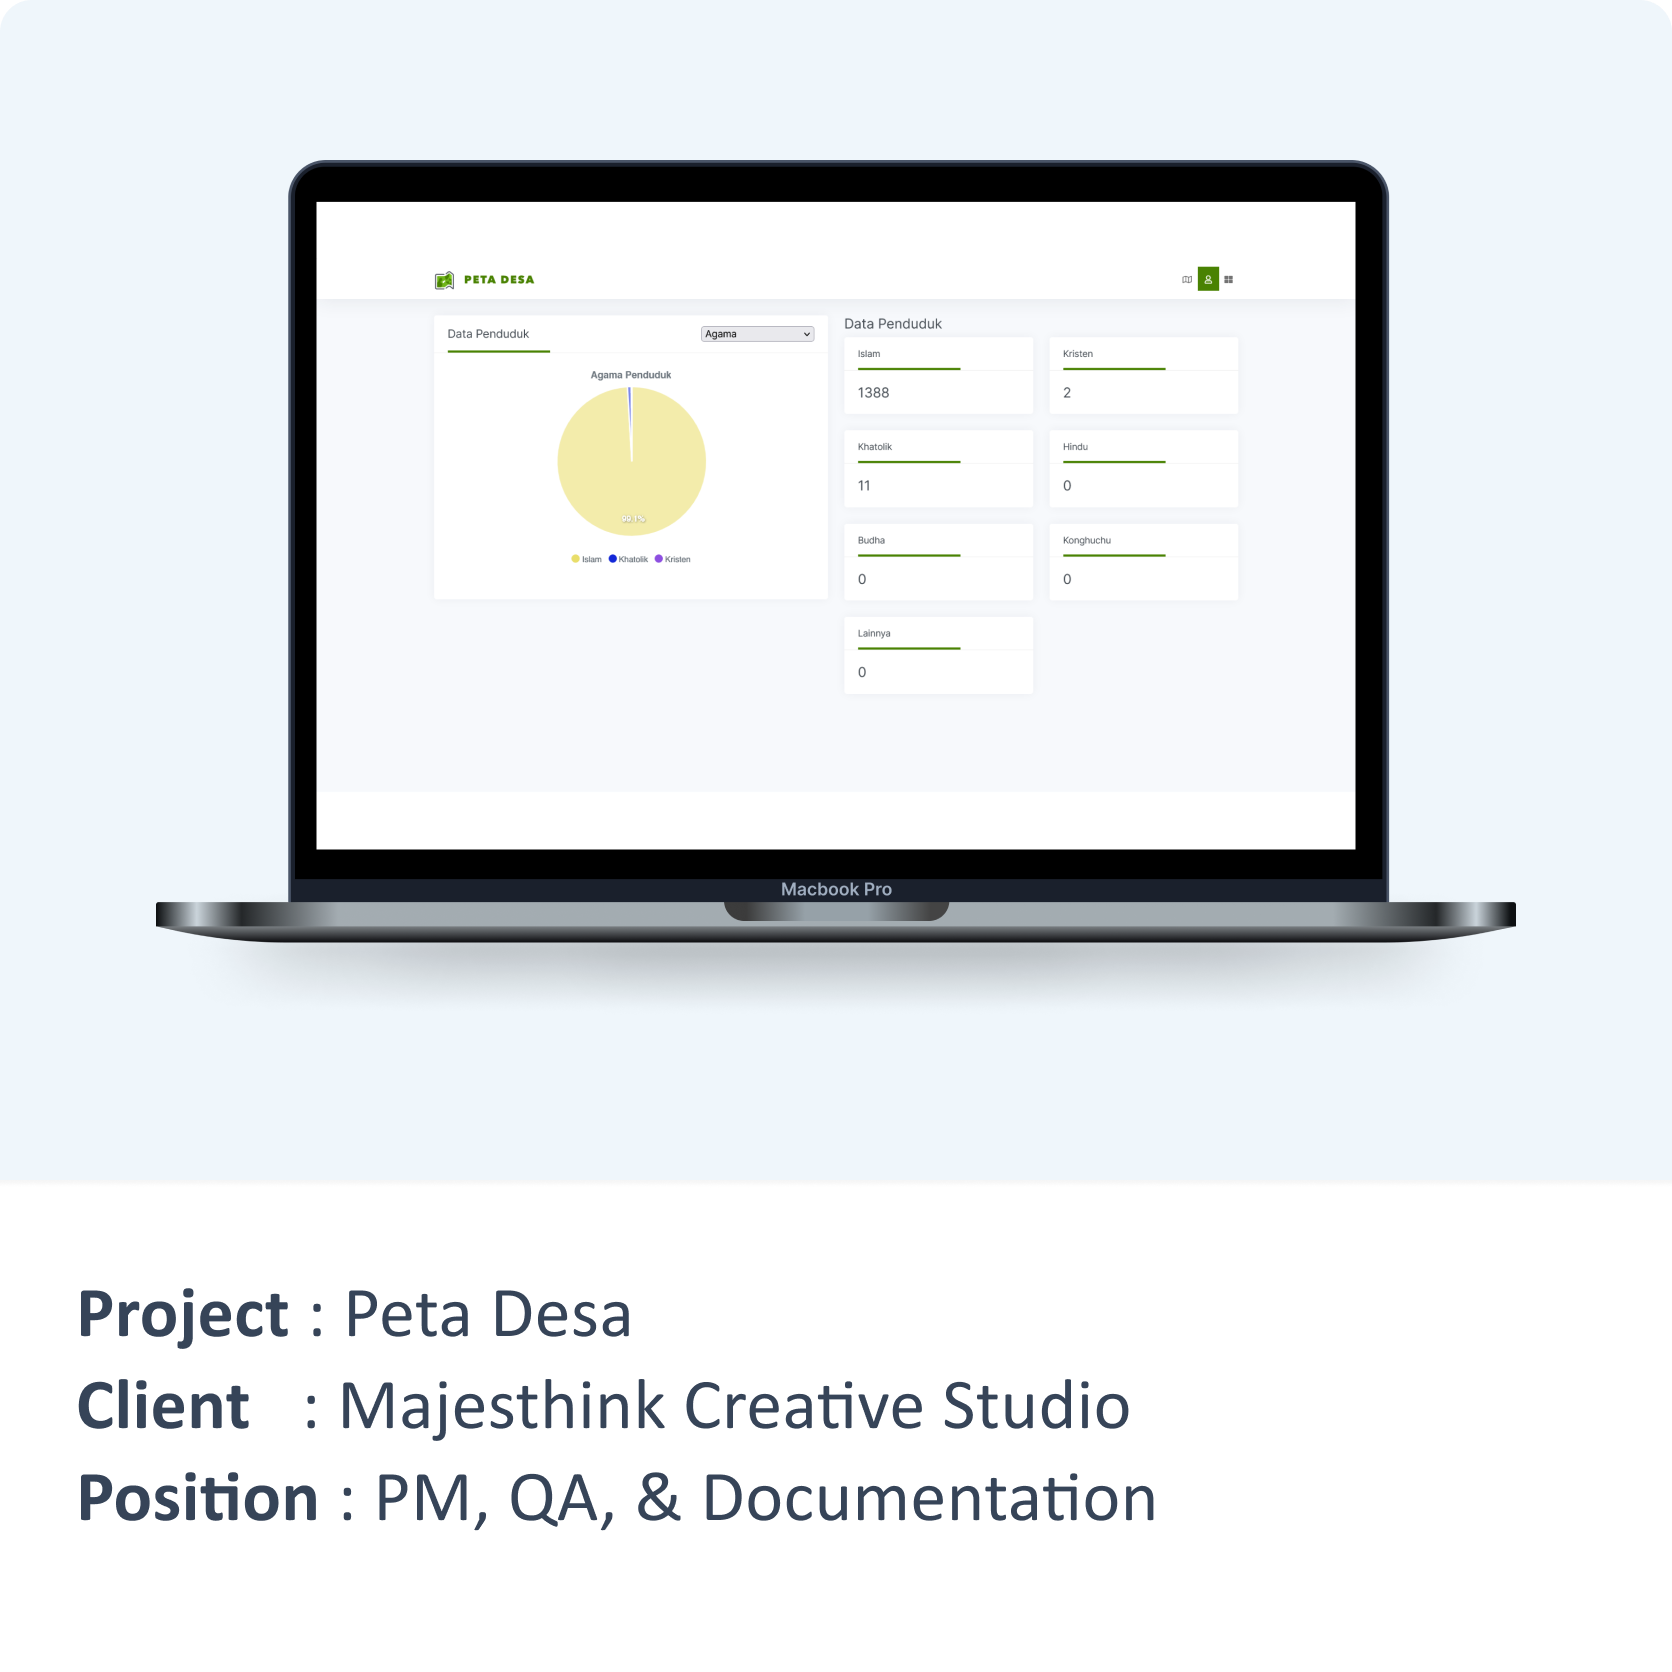 PETA DESA
Data Penduduk
Agama
Agama Penduduk
99.1%
Islam Khatolik Kristen
Data Penduduk
Islam
1388
Kristen
2
Khatolik
11
Hindu
0
Budha
0
Konghuchu
0
Lainnya
0
Macbook Pro
Project : Peta Desa
Client : Majesthink Creative Studio
Position : PM, QA, & Documentation